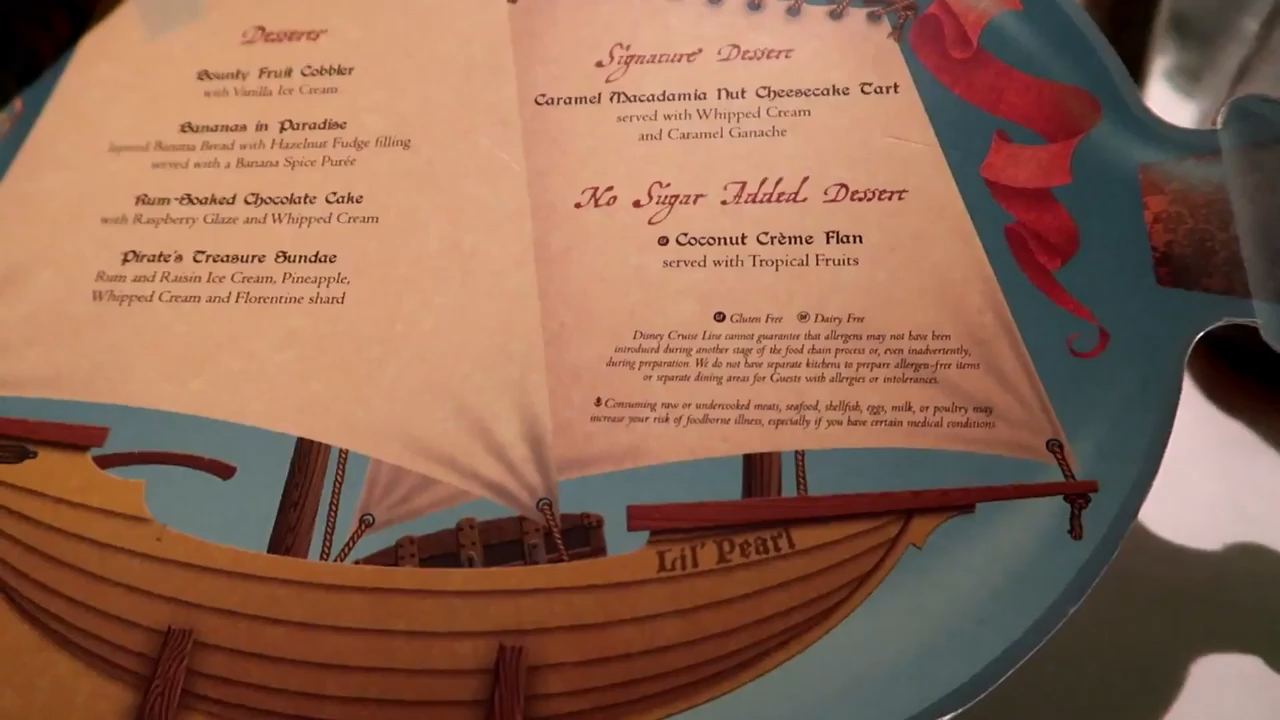 Desserts
Bounty Fruit Cobbler
with Vanilla Ice Cream
Bananas in Paradise
layered Banana Bread with Hazelnut Fudge filling
served with a Banana Spice Purée
Rum-Soaked Chocolate Cake
with Raspberry Glaze and Whipped Cream
Pirate's Treasure Sundae
Rum and Raisin Ice Cream, Pineapple,
Whipped Cream and Florentine shard
Signature Dessert
Caramel Macadamia Nut Cheesecake Tart
served with Whipped Cream
and Caramel Ganache
No Sugar Added Dessert
GF Coconut Crème Flan
served with Tropical Fruits
GF Gluten Free DF Dairy Free
Disney Cruise Line cannot guarantee that allergens may not have been
introduced during another stage of the food chain process or, even inadvertently,
during preparation. We do not have separate kitchens to prepare allergen-free items
or separate dining areas for Guests with allergies or intolerances.
Consuming raw or undercooked meats, seafood, shellfish, eggs, milk, or poultry may
increase your risk of foodborne illness, especially if you have certain medical conditions
Lil' Pearl